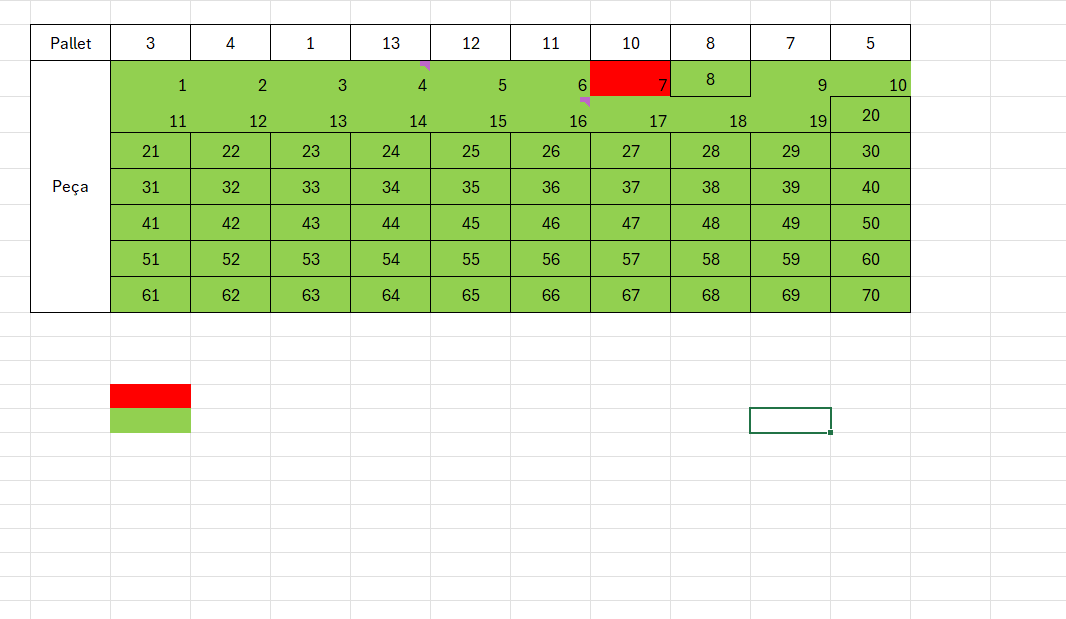 Pallet 3 4 1 13 12 11 10 8 7 5
1 2 3 4 5 6 7 8 9 10
11 12 13 14 15 16 17 18 19 20
21 22 23 24 25 26 27 28 29 30
Peça 31 32 33 34 35 36 37 38 39 40
41 42 43 44 45 46 47 48 49 50
51 52 53 54 55 56 57 58 59 60
61 62 63 64 65 66 67 68 69 70